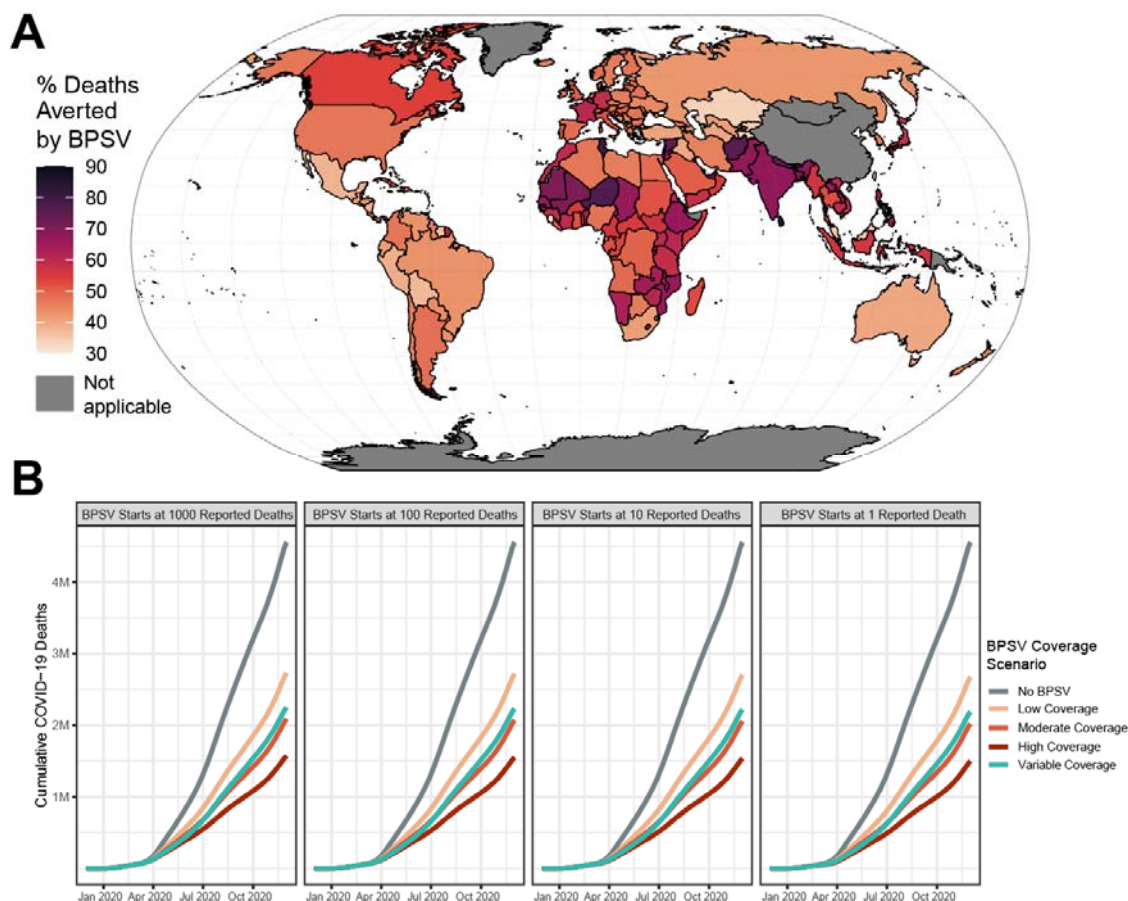 A
% Deaths
Averted
by BPSV
90
80
70
60
50
40
30
Not
applicable
B
BPSV Starts at 1000 Reported Deaths
BPSV Starts at 100 Reported Deaths
BPSV Starts at 10 Reported Deaths
BPSV Starts at 1 Reported Death
Cumulative COVID-19 Deaths
4M
3M
2M
1M
Jan 2020 Apr 2020 Jul 2020 Oct 2020
Jan 2020 Apr 2020 Jul 2020 Oct 2020
Jan 2020 Apr 2020 Jul 2020 Oct 2020
Jan 2020 Apr 2020 Jul 2020 Oct 2020
BPSV Coverage
Scenario
No BPSV
Low Coverage
Moderate Coverage
High Coverage
Variable Coverage